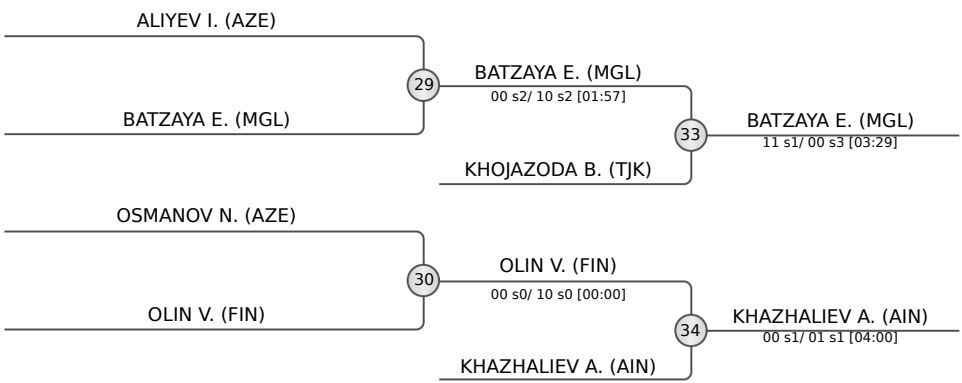 ALIYEV I. (AZE)
29
BATZAYA E. (MGL)
00 s2/ 10 s2 [01:57]
BATZAYA E. (MGL)
33
BATZAYA E. (MGL)
11 s1/ 00 s3 [03:29]
KHOJAZODA B. (TJK)
OSMANOV N. (AZE)
30
OLIN V. (FIN)
00 s0/ 10 s0 [00:00]
OLIN V. (FIN)
34
KHAZHALIEV A. (AIN)
00 s1/ 01 s1 [04:00]
KHAZHALIEV A. (AIN)